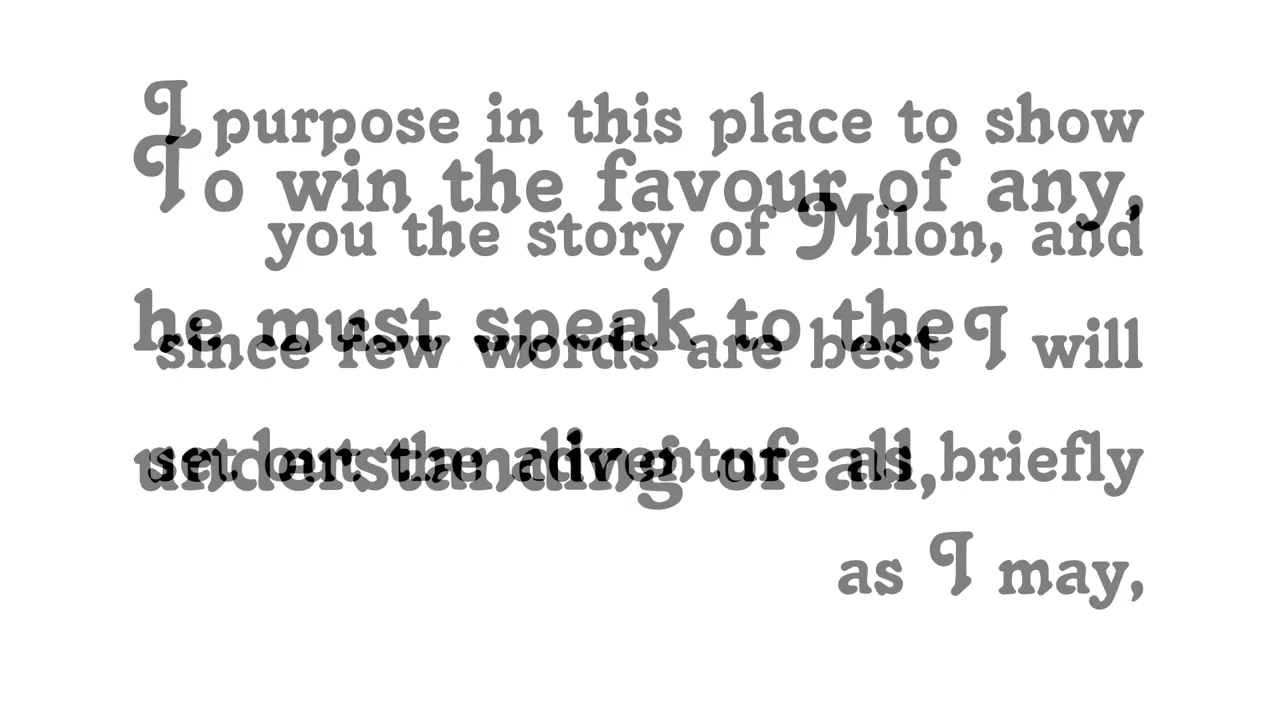 I purpose in this place to show
To win the favour of any,
you the story of Milon, and
he must speak to the
since few words are best I will
understanding of all,
set out the adventure as briefly
as I may,